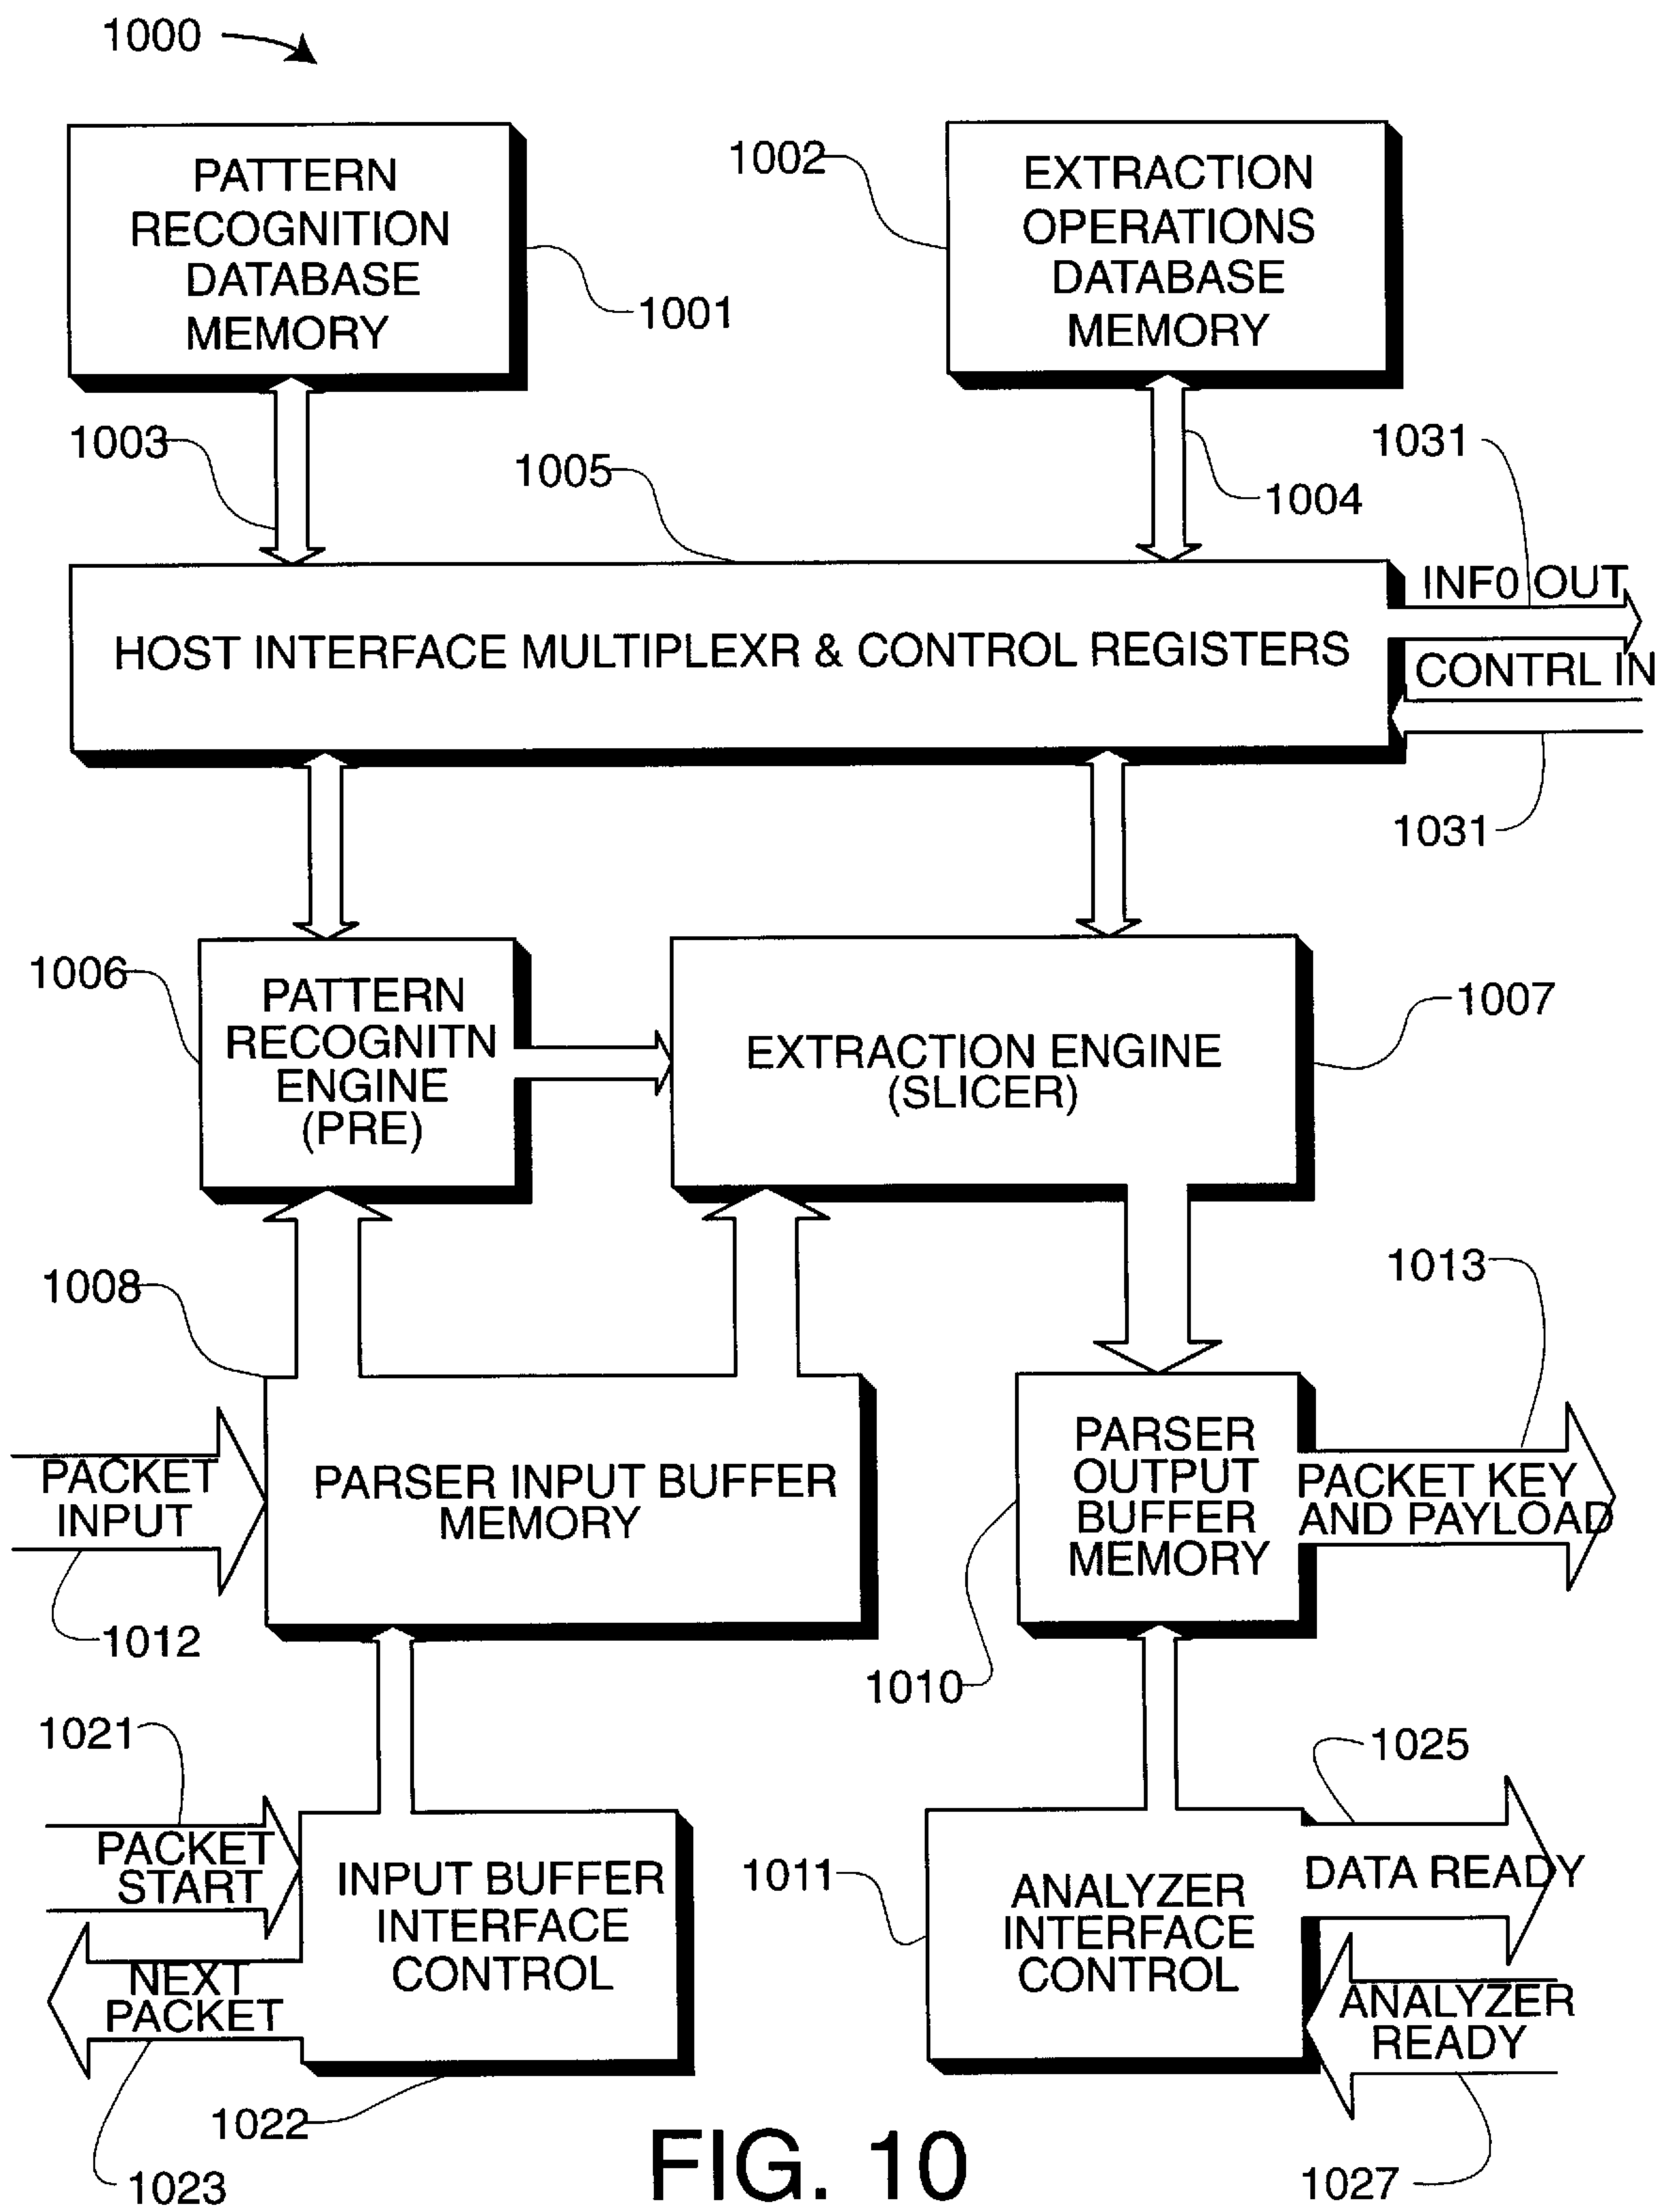 1000
PATTERN
RECOGNITION
DATABASE
MEMORY
1001
1002
EXTRACTION
OPERATIONS
DATABASE
MEMORY
1003
1005
1004
1031
INF0 OUT
HOST INTERFACE MULTIPLEXR & CONTROL REGISTERS
CONTRL IN
1031
1006
PATTERN
RECOGNITN
ENGINE
(PRE)
EXTRACTION ENGINE
(SLICER)
1007
1008
1013
PACKET
INPUT
PARSER INPUT BUFFER
MEMORY
PARSER
OUTPUT
BUFFER
MEMORY
PACKET KEY
AND PAYLOAD
1012
1010
1021
1025
PACKET
START
INPUT BUFFER
INTERFACE
CONTROL
1011
ANALYZER
INTERFACE
CONTROL
DATA READY
NEXT
PACKET
ANALYZER
READY
1022
1023
1027
FIG. 10